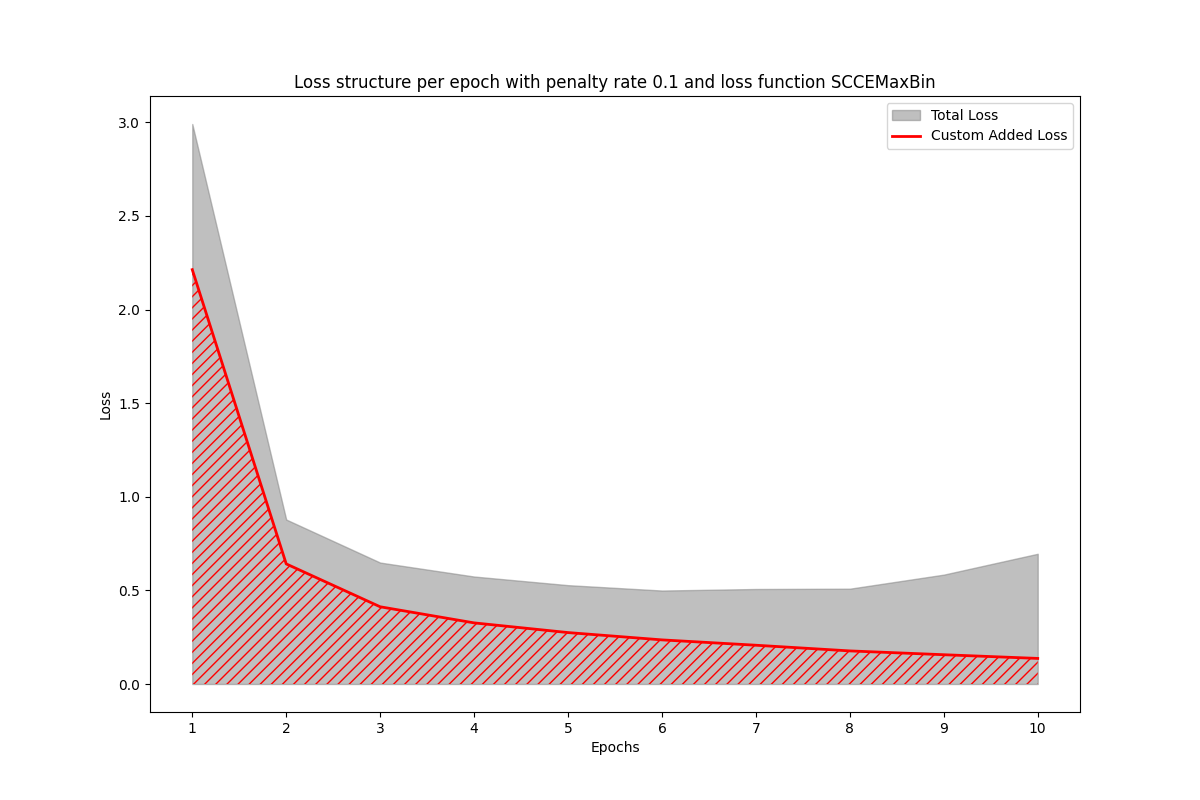 Loss structure per epoch with penalty rate 0.1 and loss function SCCEMaxBin
Total Loss
Custom Added Loss
3.0
2.5
2.0
1.5
1.0
0.5
0.0
Loss
1 2 3 4 5 6 7 8 9 10
Epochs